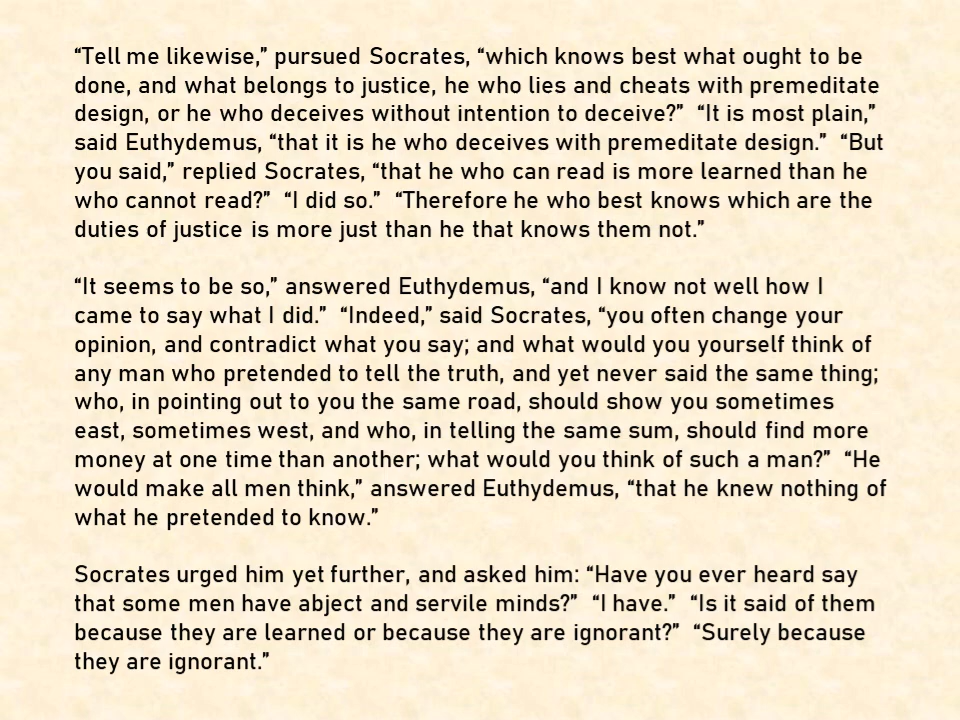 “Tell me likewise,” pursued Socrates, “which knows best what ought to be
done, and what belongs to justice, he who lies and cheats with premeditate
design, or he who deceives without intention to deceive?”  “It is most plain,”
said Euthydemus, “that it is he who deceives with premeditate design.”  “But
you said,” replied Socrates, “that he who can read is more learned than he
who cannot read?”  “I did so.”  “Therefore he who best knows which are the
duties of justice is more just than he that knows them not.”

“It seems to be so,” answered Euthydemus, “and I know not well how I
came to say what I did.”  “Indeed,” said Socrates, “you often change your
opinion, and contradict what you say; and what would you yourself think of
any man who pretended to tell the truth, and yet never said the same thing;
who, in pointing out to you the same road, should show you sometimes
east, sometimes west, and who, in telling the same sum, should find more
money at one time than another; what would you think of such a man?”  “He
would make all men think,” answered Euthydemus, “that he knew nothing of
what he pretended to know.”

Socrates urged him yet further, and asked him: “Have you ever heard say
that some men have abject and servile minds?”  “I have.”  “Is it said of them
because they are learned or because they are ignorant?”  “Surely because
they are ignorant.”